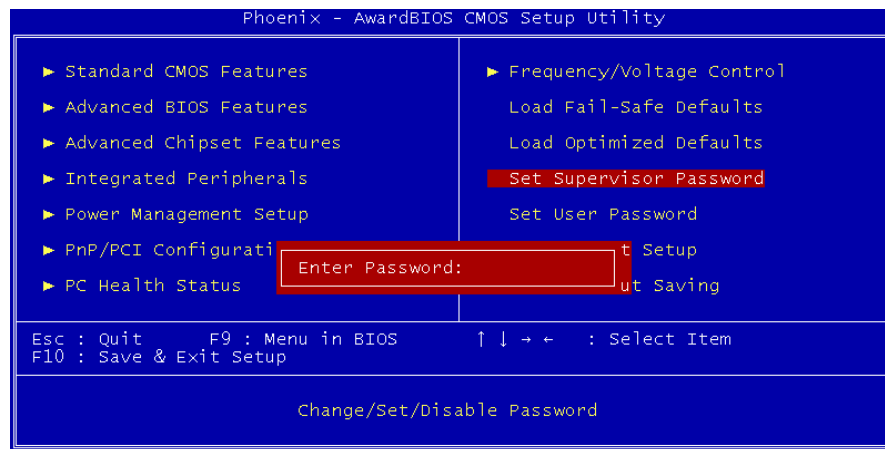 Phoenix - AwardBIOS CMOS Setup Utility
► Standard CMOS Features
► Advanced BIOS Features
► Advanced Chipset Features
► Integrated Peripherals
► Power Management Setup
► PnP/PCI Configurati
► PC Health Status
► Frequency/Voltage Control
Load Fail-Safe Defaults
Load Optimized Defaults
Set Supervisor Password
Set User Password
t Setup
ut Saving
Enter Password:
Esc : Quit F9 : Menu in BIOS ↑ ↓ → ← : Select Item
F10 : Save & Exit Setup
Change/Set/Disable Password